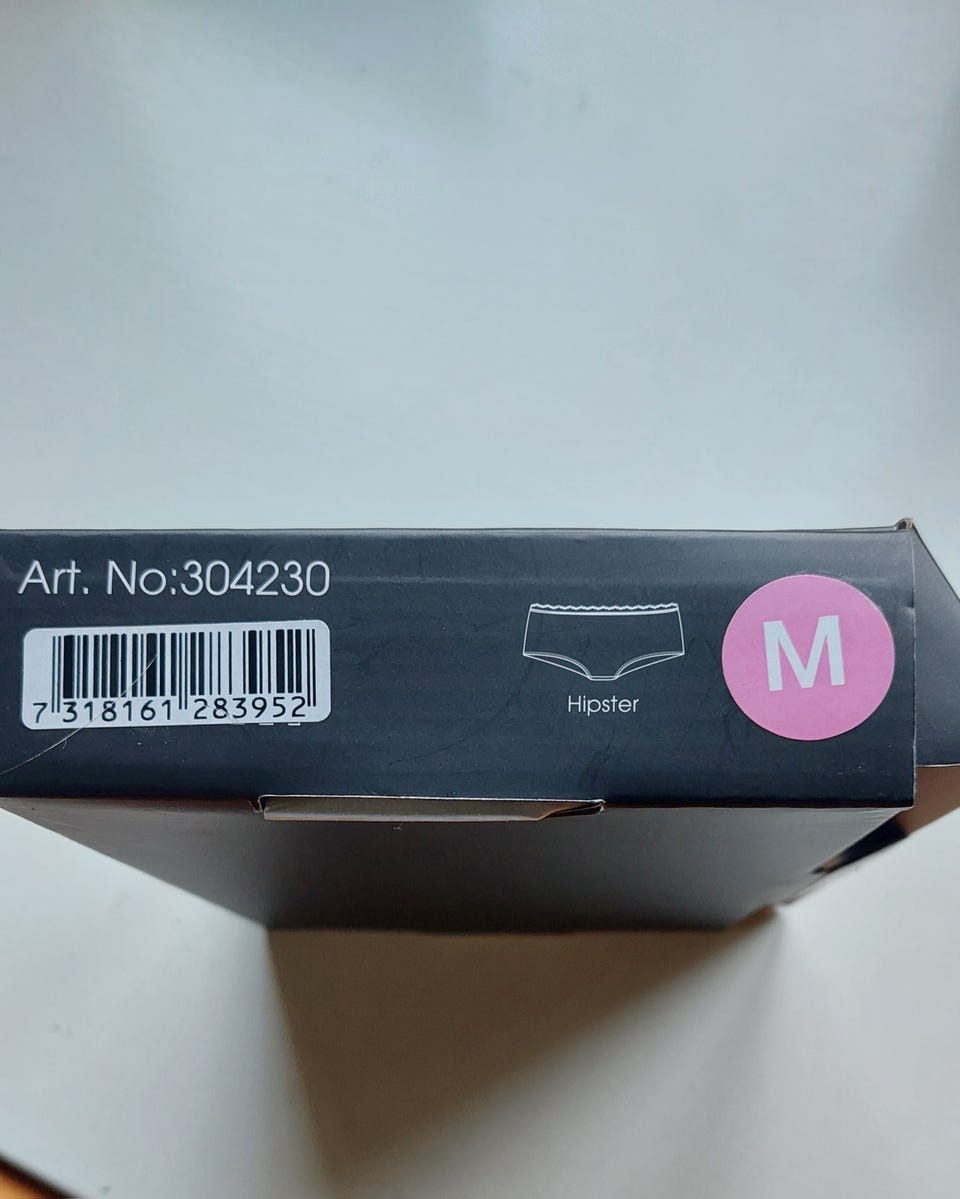 Art. No:304230
7 318161 283952
Hipster
M